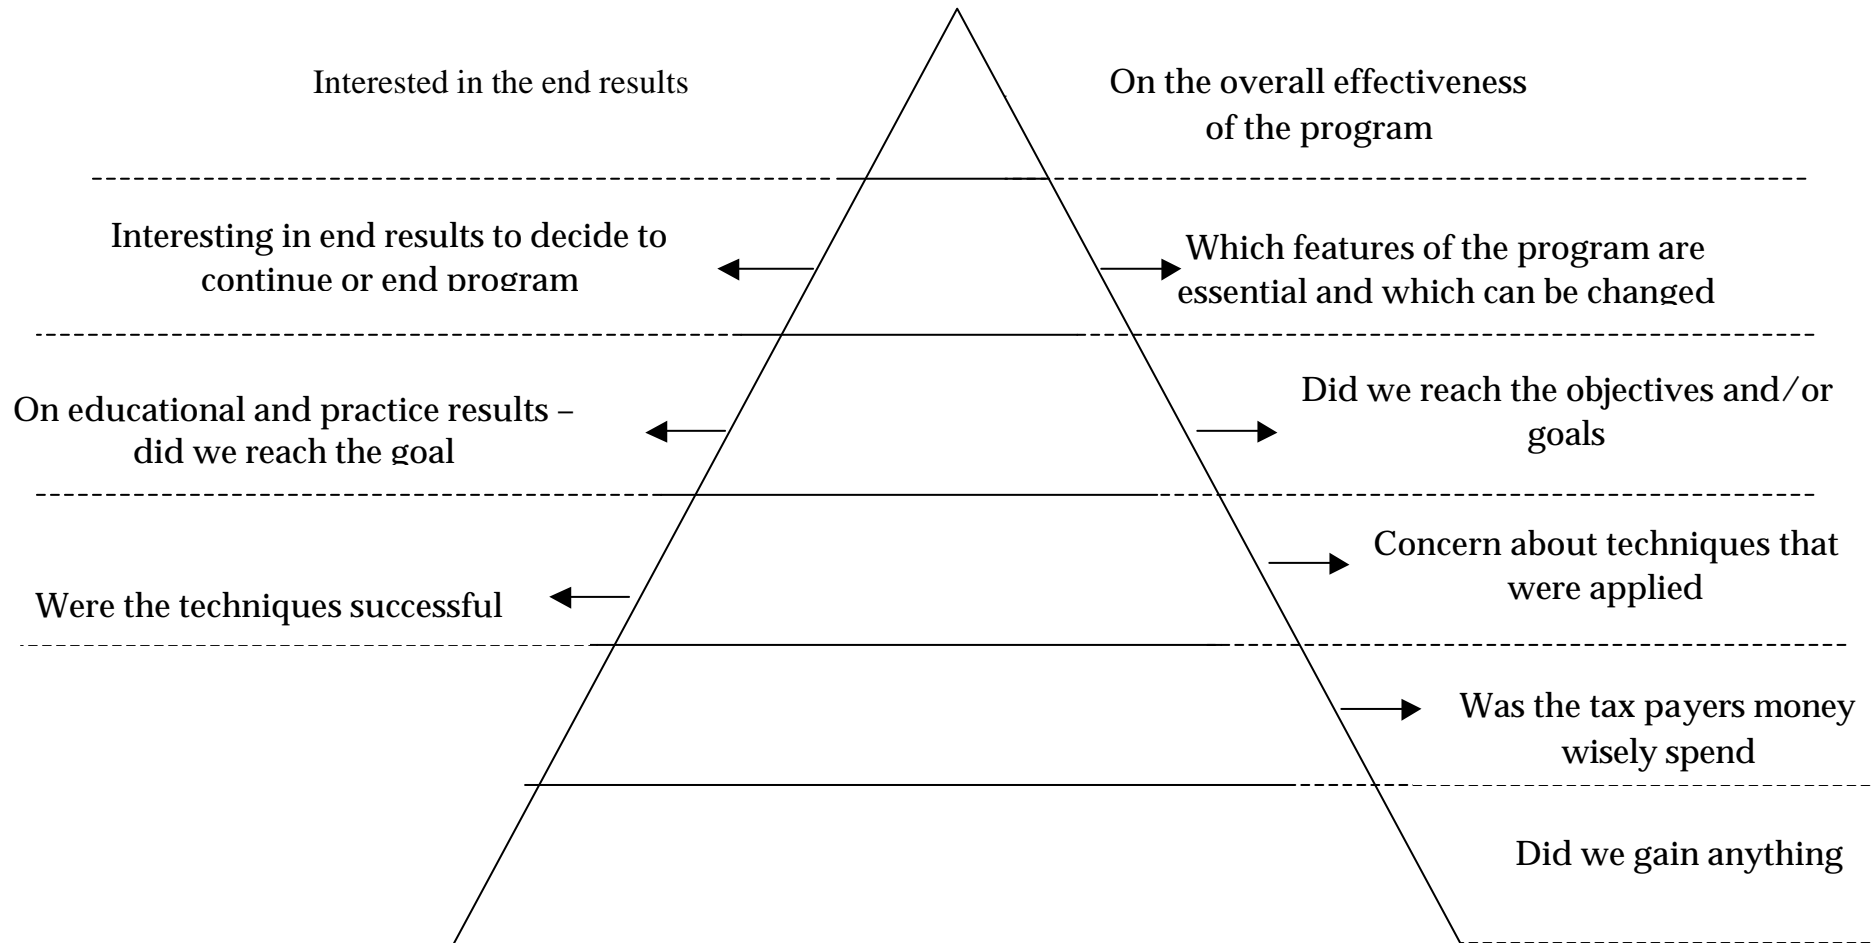 Interested in the end results
On the overall effectiveness
of the program
Interesting in end results to decide to
continue or end program
Which features of the program are
essential and which can be changed
On educational and practice results –
did we reach the goal
Did we reach the objectives and/or
goals
Were the techniques successful
Concern about techniques that
were applied
Was the tax payers money
wisely spend
Did we gain anything